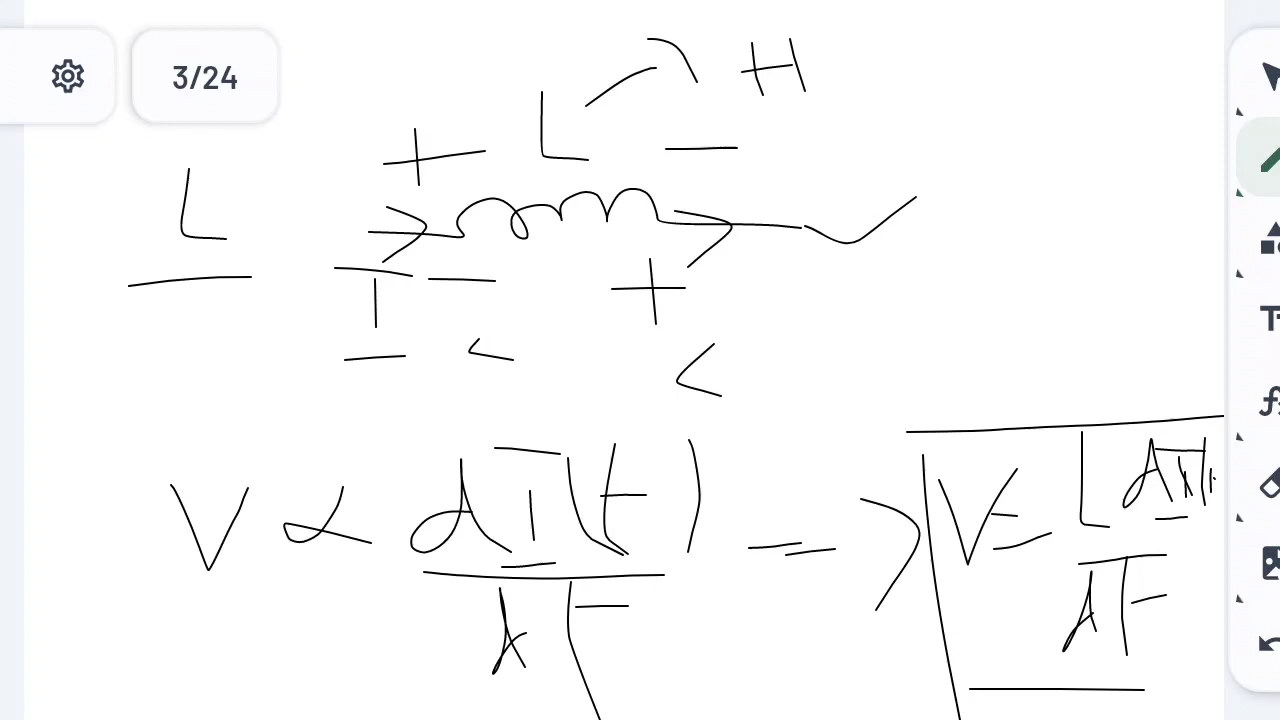 3/24
L → H
+ L -
L
I - +
V ∝ dI(t)/dt ⇒ V = L dI(t)/dt